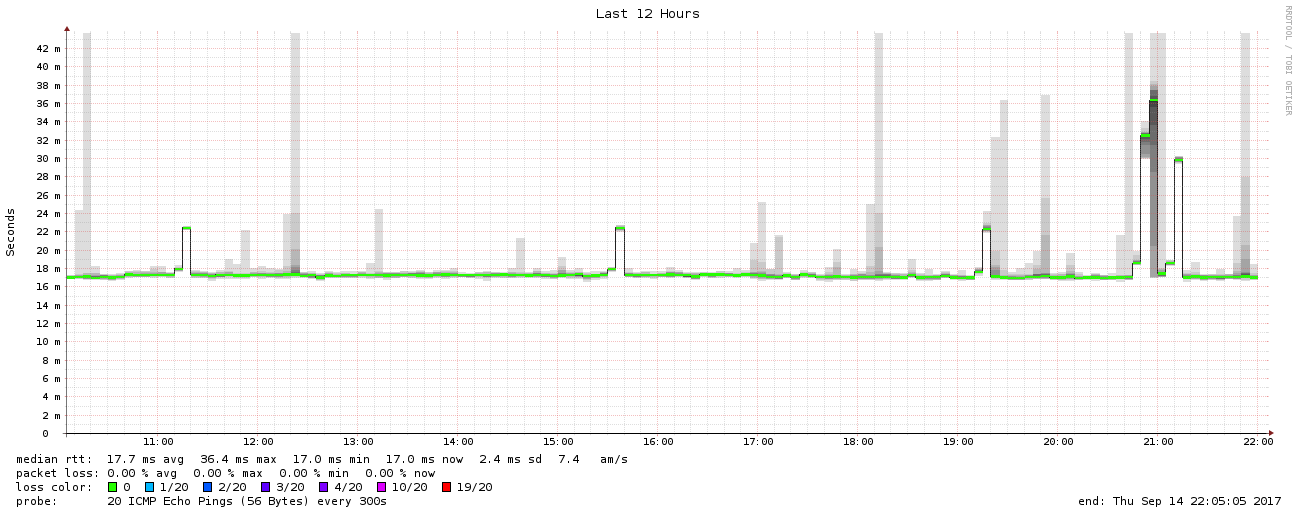 Last 12 Hours
RRDTOOL / TOBI OETIKER
Seconds
42 m
40 m
38 m
36 m
34 m
32 m
30 m
28 m
26 m
24 m
22 m
20 m
18 m
16 m
14 m
12 m
10 m
8 m
6 m
4 m
2 m
0
11:00 12:00 13:00 14:00 15:00 16:00 17:00 18:00 19:00 20:00 21:00 22:00
median rtt: 17.7 ms avg 36.4 ms max 17.0 ms min 17.0 ms now 2.4 ms sd 7.4 am/s
packet loss: 0.00 % avg 0.00 % max 0.00 % min 0.00 % now
loss color: 0 1/20 2/20 3/20 4/20 10/20 19/20
probe: 20 ICMP Echo Pings (56 Bytes) every 300s end: Thu Sep 14 22:05:05 2017